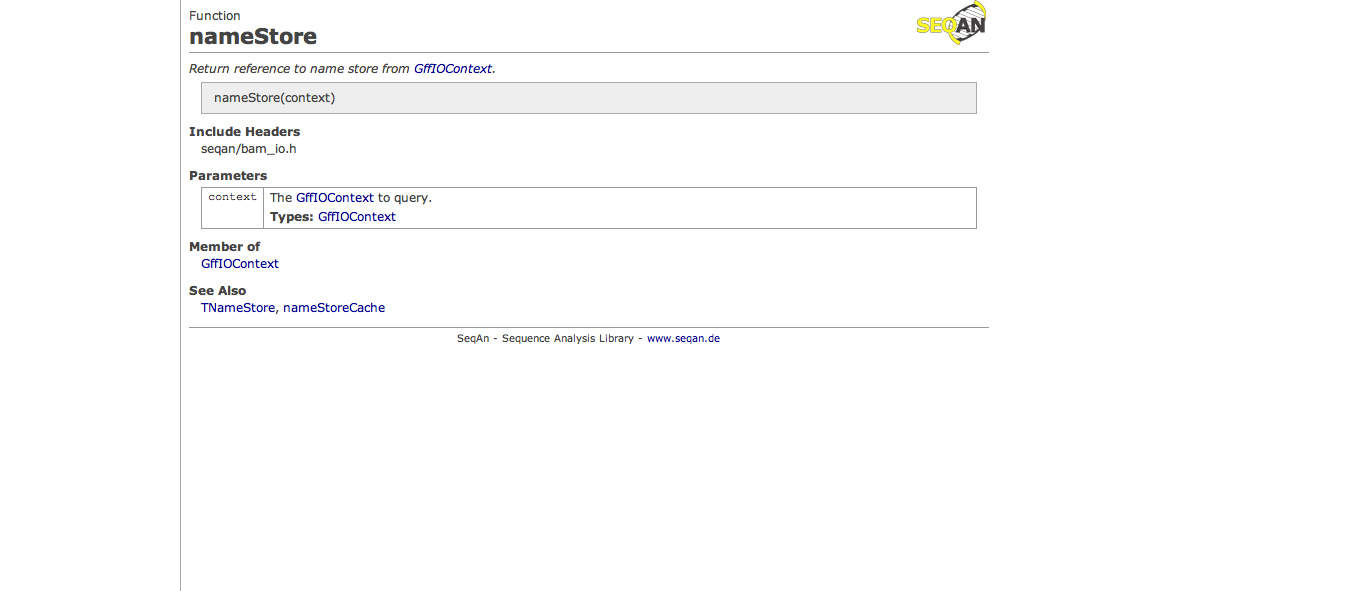 Function
SEQAN
nameStore
Return reference to name store from GffIOContext.
nameStore(context)
Include Headers
seqan/bam_io.h
Parameters
context The GffIOContext to query.
Types: GffIOContext
Member of
GffIOContext
See Also
TNameStore, nameStoreCache
SeqAn - Sequence Analysis Library - www.seqan.de